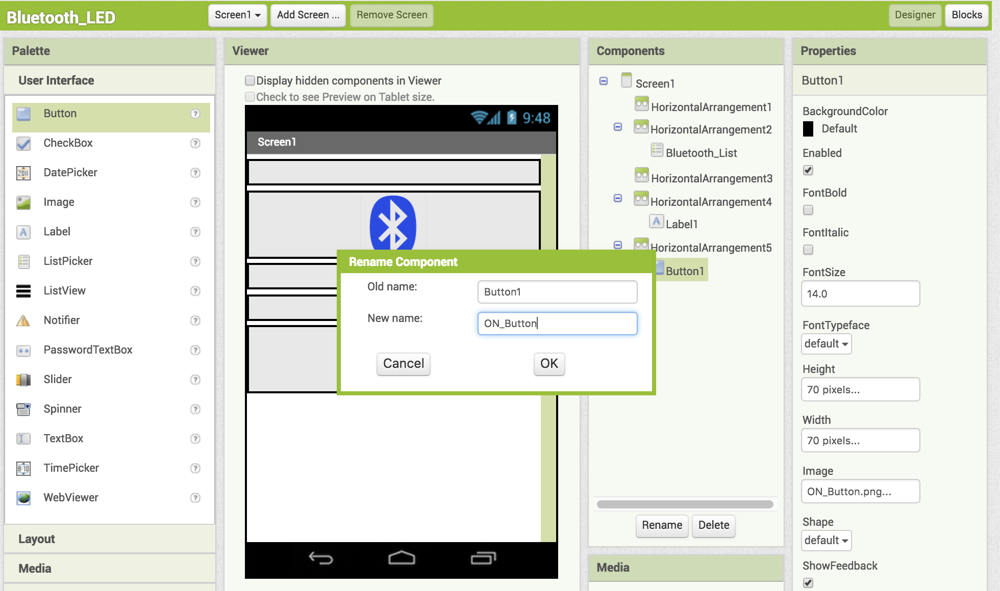 Bluetooth_LED
Screen1
Add Screen ...
Remove Screen
Designer
Blocks
Palette
User Interface
Button
?
CheckBox
?
DatePicker
?
Image
?
Label
?
ListPicker
?
ListView
?
Notifier
?
PasswordTextBox
?
Slider
?
Spinner
?
TextBox
?
TimePicker
?
WebViewer
?
Layout
Media
Viewer
Display hidden components in Viewer
Check to see Preview on Tablet size.
9:48
Screen1
Rename Component
Old name:
Button1
New name:
ON_Button
Cancel
OK
Components
Screen1
HorizontalArrangement1
HorizontalArrangement2
Bluetooth_List
HorizontalArrangement3
HorizontalArrangement4
A Label1
HorizontalArrangement5
Button1
Rename
Delete
Media
Properties
Button1
BackgroundColor
Default
Enabled
FontBold
FontItalic
FontSize
14.0
FontTypeface
default
Height
70 pixels...
Width
70 pixels...
Image
ON_Button.png...
Shape
default
ShowFeedback